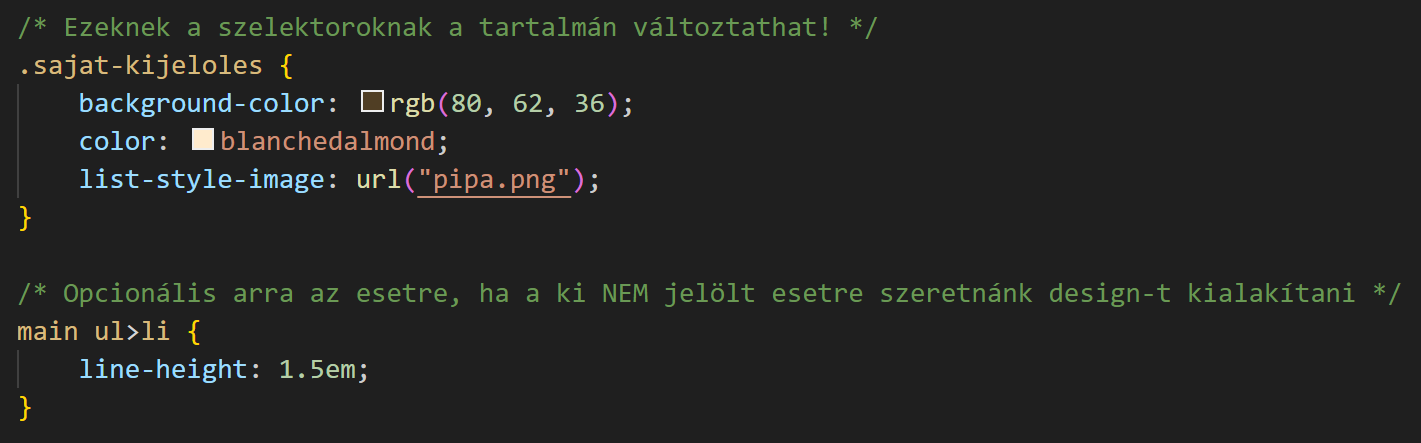 /* Ezeknek a szelektoroknak a tartalmán változtathat! */
.sajat-kijeloles {
    background-color: rgb(80, 62, 36);
    color: blanchedalmond;
    list-style-image: url("pipa.png");
}

/* Opcionális arra az esetre, ha a ki NEM jelölt esetre szeretnánk design-t kialakítani */
main ul>li {
    line-height: 1.5em;
}